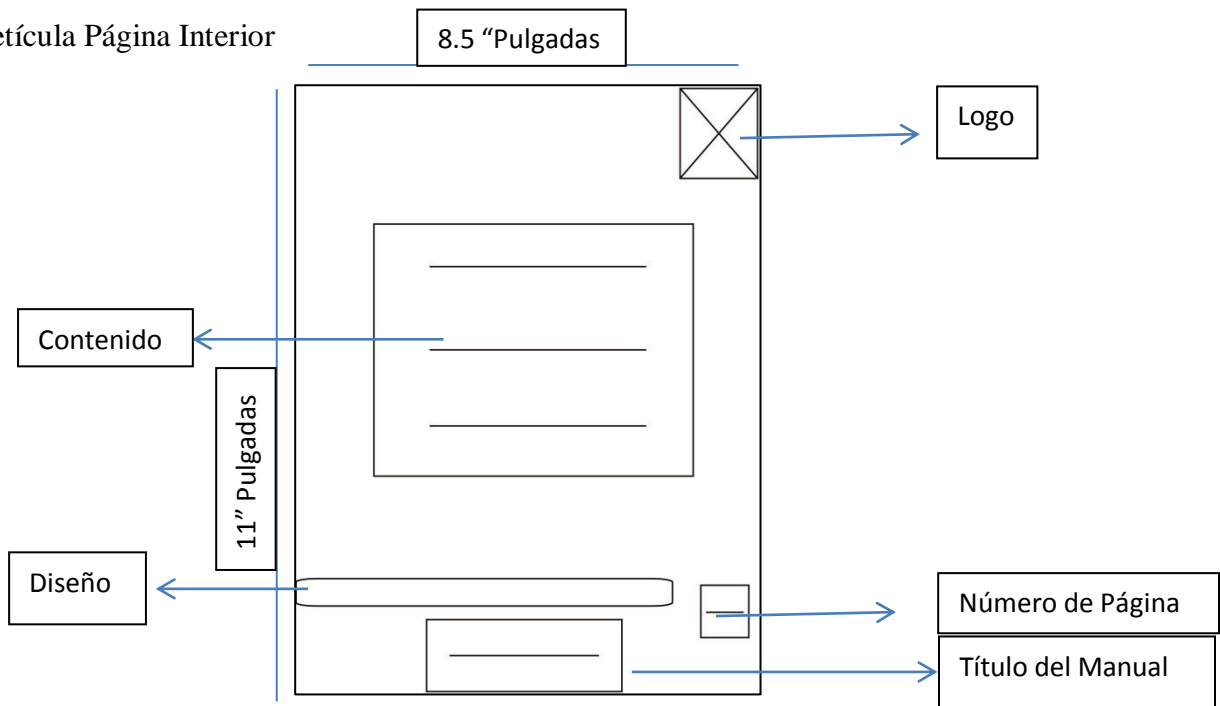 etícula Página Interior
8.5 “Pulgadas
Logo
Contenido
11” Pulgadas
Diseño
Número de Página
Título del Manual